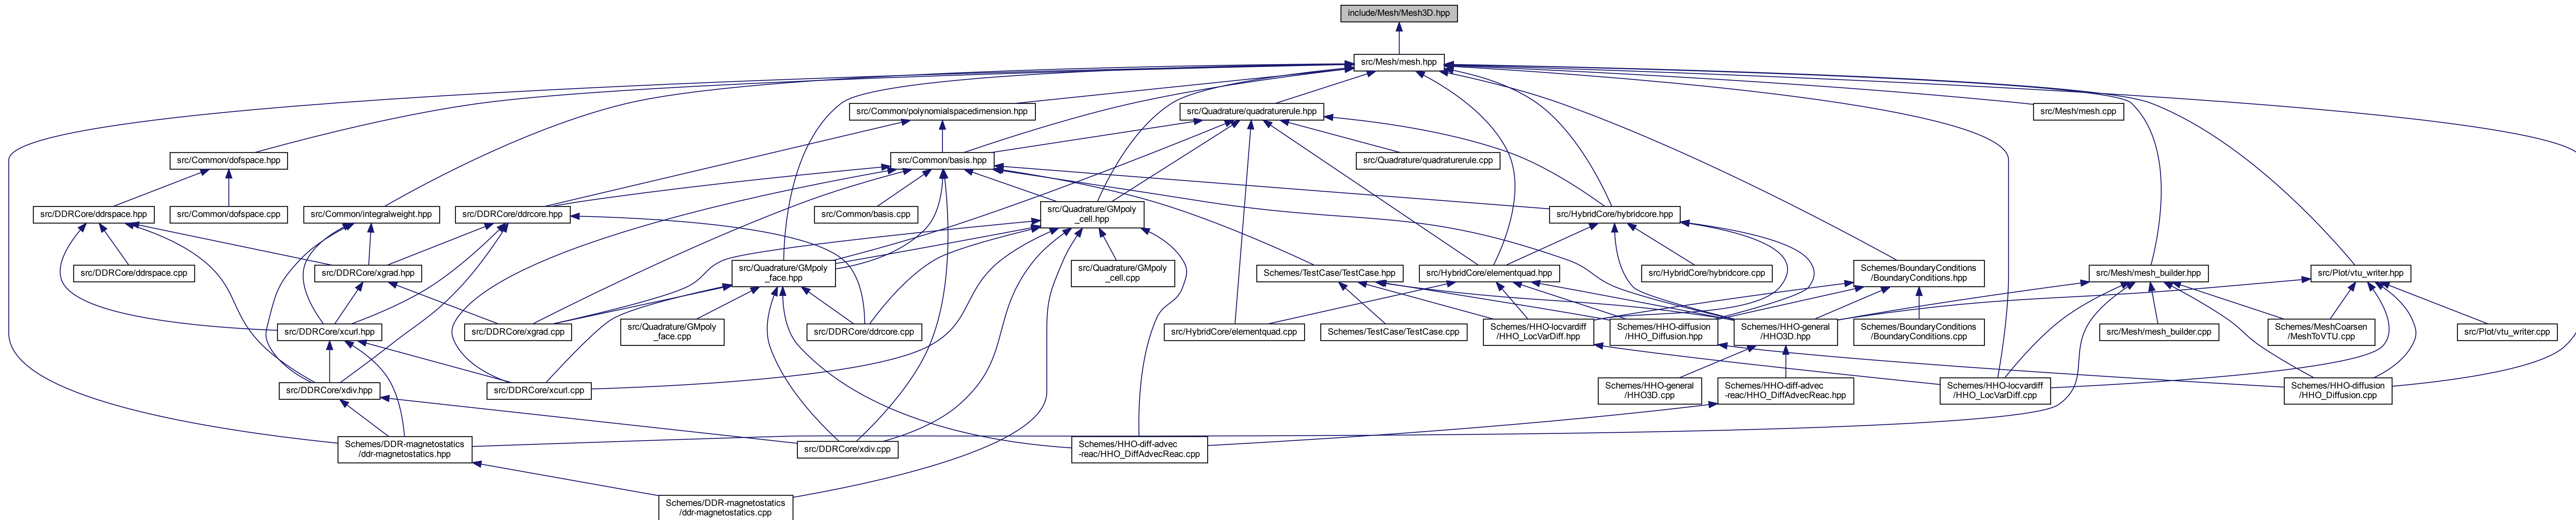 include/Mesh/Mesh3D.hpp
src/Mesh/mesh.hpp
src/Common/polynomialspacedimension.hpp
src/Quadrature/quadraturerule.hpp
src/Mesh/mesh.cpp
src/Common/dofspace.hpp
src/Common/basis.hpp
src/Quadrature/quadraturerule.cpp
src/DDRCore/ddrspace.hpp
src/Common/dofspace.cpp
src/Common/integralweight.hpp
src/DDRCore/ddrcore.hpp
src/Common/basis.cpp
src/Quadrature/GMpoly
_cell.hpp
src/HybridCore/hybridcore.hpp
src/DDRCore/ddrspace.cpp
src/DDRCore/xgrad.hpp
src/Quadrature/GMpoly
_face.hpp
src/Quadrature/GMpoly
_cell.cpp
Schemes/TestCase/TestCase.hpp
src/HybridCore/elementquad.hpp
src/HybridCore/hybridcore.cpp
Schemes/BoundaryConditions
/BoundaryConditions.hpp
src/Mesh/mesh_builder.hpp
src/Plot/vtu_writer.hpp
src/DDRCore/xcurl.hpp
src/DDRCore/xgrad.cpp
src/Quadrature/GMpoly
_face.cpp
src/DDRCore/ddrcore.cpp
src/HybridCore/elementquad.cpp
Schemes/TestCase/TestCase.cpp
Schemes/HHO-locvardiff
/HHO_LocVarDiff.hpp
Schemes/HHO-diffusion
/HHO_Diffusion.hpp
Schemes/HHO-general
/HHO3D.hpp
Schemes/BoundaryConditions
/BoundaryConditions.cpp
src/Mesh/mesh_builder.cpp
Schemes/MeshCoarsen
/MeshToVTU.cpp
src/Plot/vtu_writer.cpp
src/DDRCore/xdiv.hpp
src/DDRCore/xcurl.cpp
Schemes/HHO-general
/HHO3D.cpp
Schemes/HHO-diff-advec
-reac/HHO_DiffAdvecReac.hpp
Schemes/HHO-locvardiff
/HHO_LocVarDiff.cpp
Schemes/HHO-diffusion
/HHO_Diffusion.cpp
Schemes/DDR-magnetostatics
/ddr-magnetostatics.hpp
src/DDRCore/xdiv.cpp
Schemes/HHO-diff-advec
-reac/HHO_DiffAdvecReac.cpp
Schemes/DDR-magnetostatics
/ddr-magnetostatics.cpp